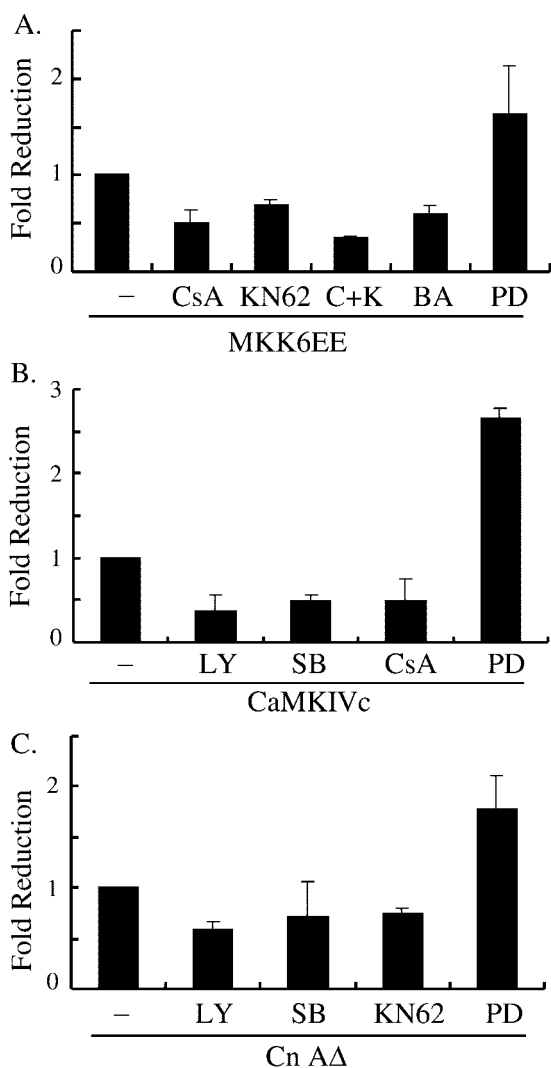 A.
Fold Reduction
2
1
0
– CsA KN62 C+K BA PD
MKK6EE
B.
Fold Reduction
3
2
1
0
– LY SB CsA PD
CaMKIVc
C.
Fold Reduction
2
1
0
– LY SB KN62 PD
Cn AΔ